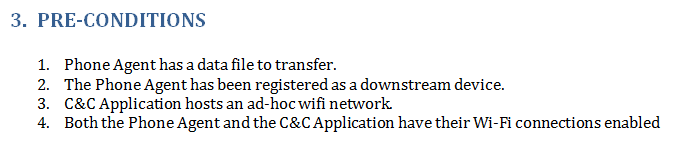 3. PRE-CONDITIONS
1. Phone Agent has a data file to transfer.
2. The Phone Agent has been registered as a downstream device.
3. C&C Application hosts an ad-hoc wifi network.
4. Both the Phone Agent and the C&C Application have their Wi-Fi connections enabled